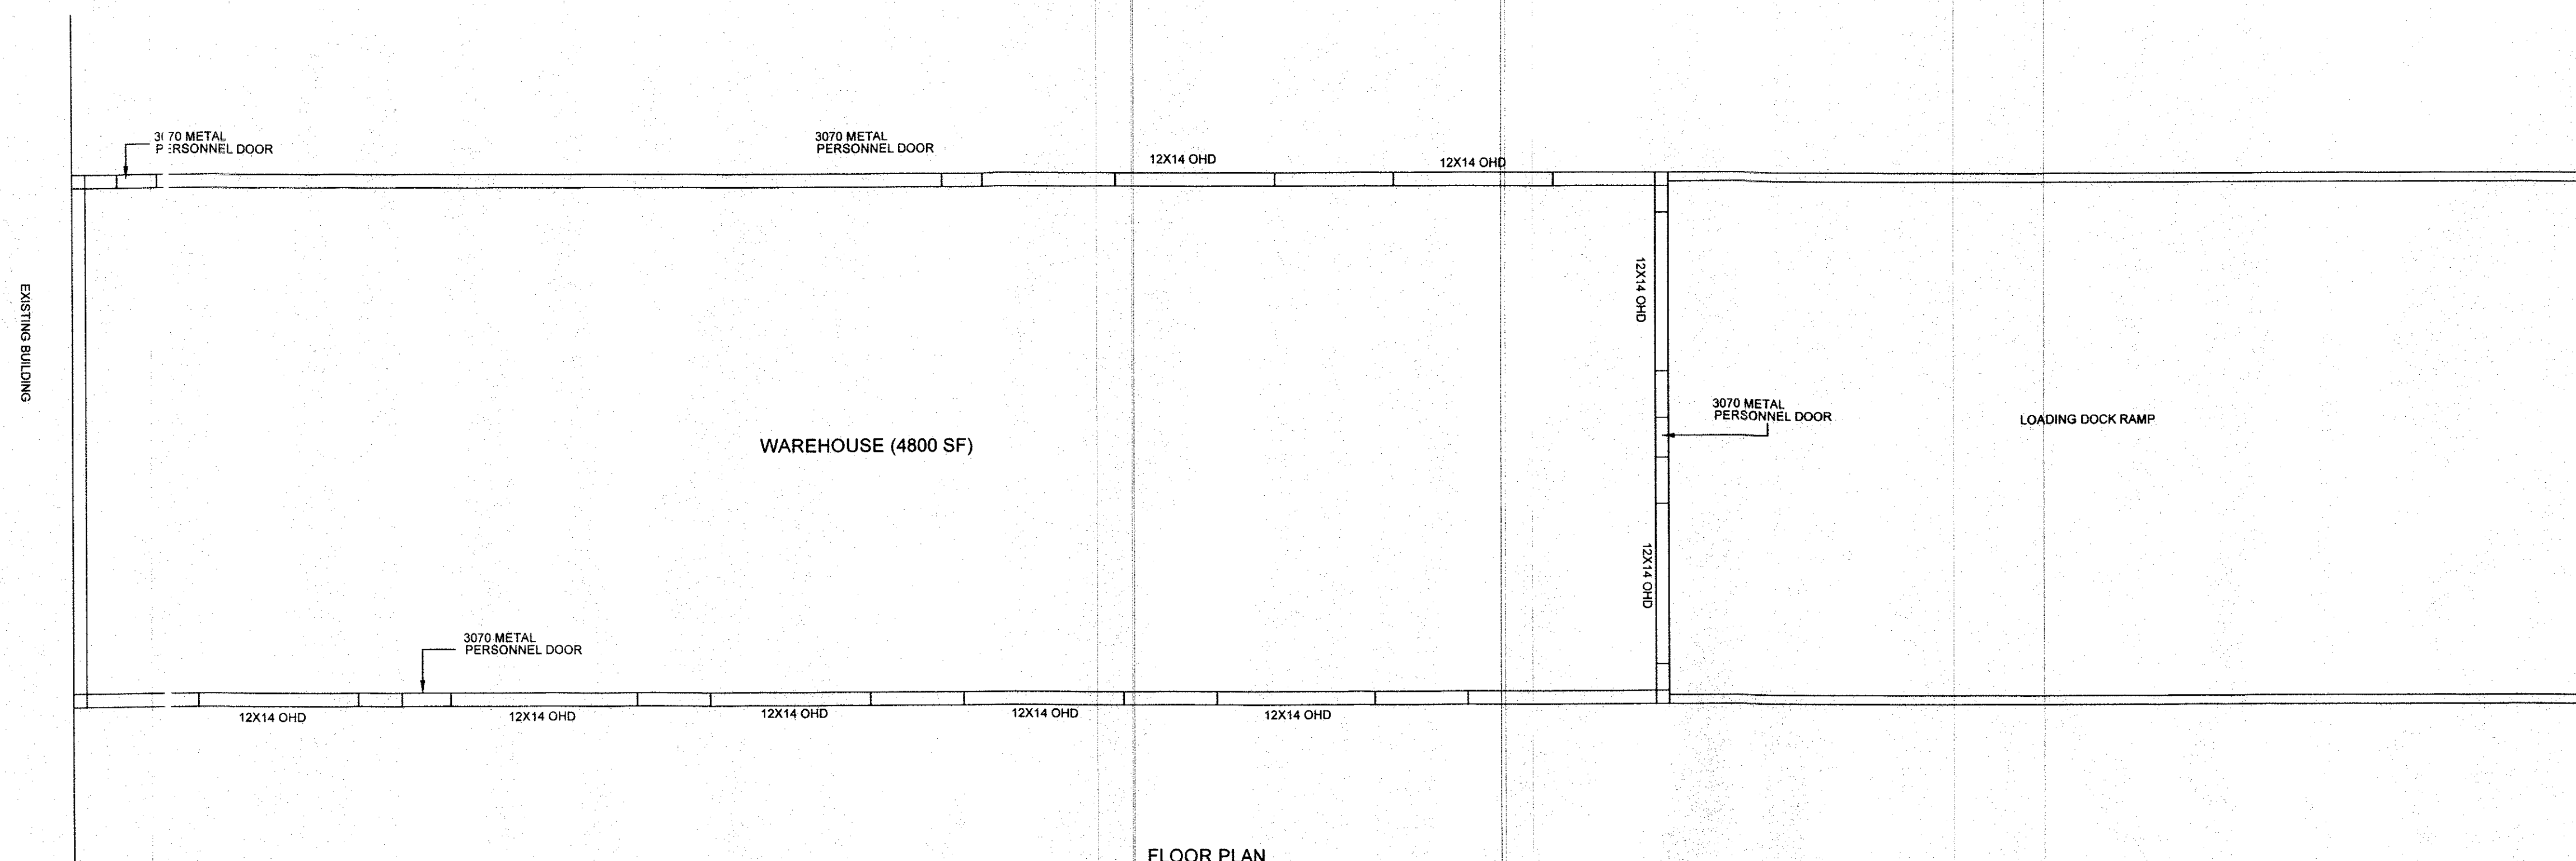 3070 METAL
PERSONNEL DOOR
3070 METAL
PERSONNEL DOOR
12X14 OHD
12X14 OHD
EXISTING BUILDING
12X14 OHD
3070 METAL
PERSONNEL DOOR
LOADING DOCK RAMP
WAREHOUSE (4800 SF)
12X14 OHD
3070 METAL
PERSONNEL DOOR
12X14 OHD
12X14 OHD
12X14 OHD
12X14 OHD
12X14 OHD
FLOOR PLAN